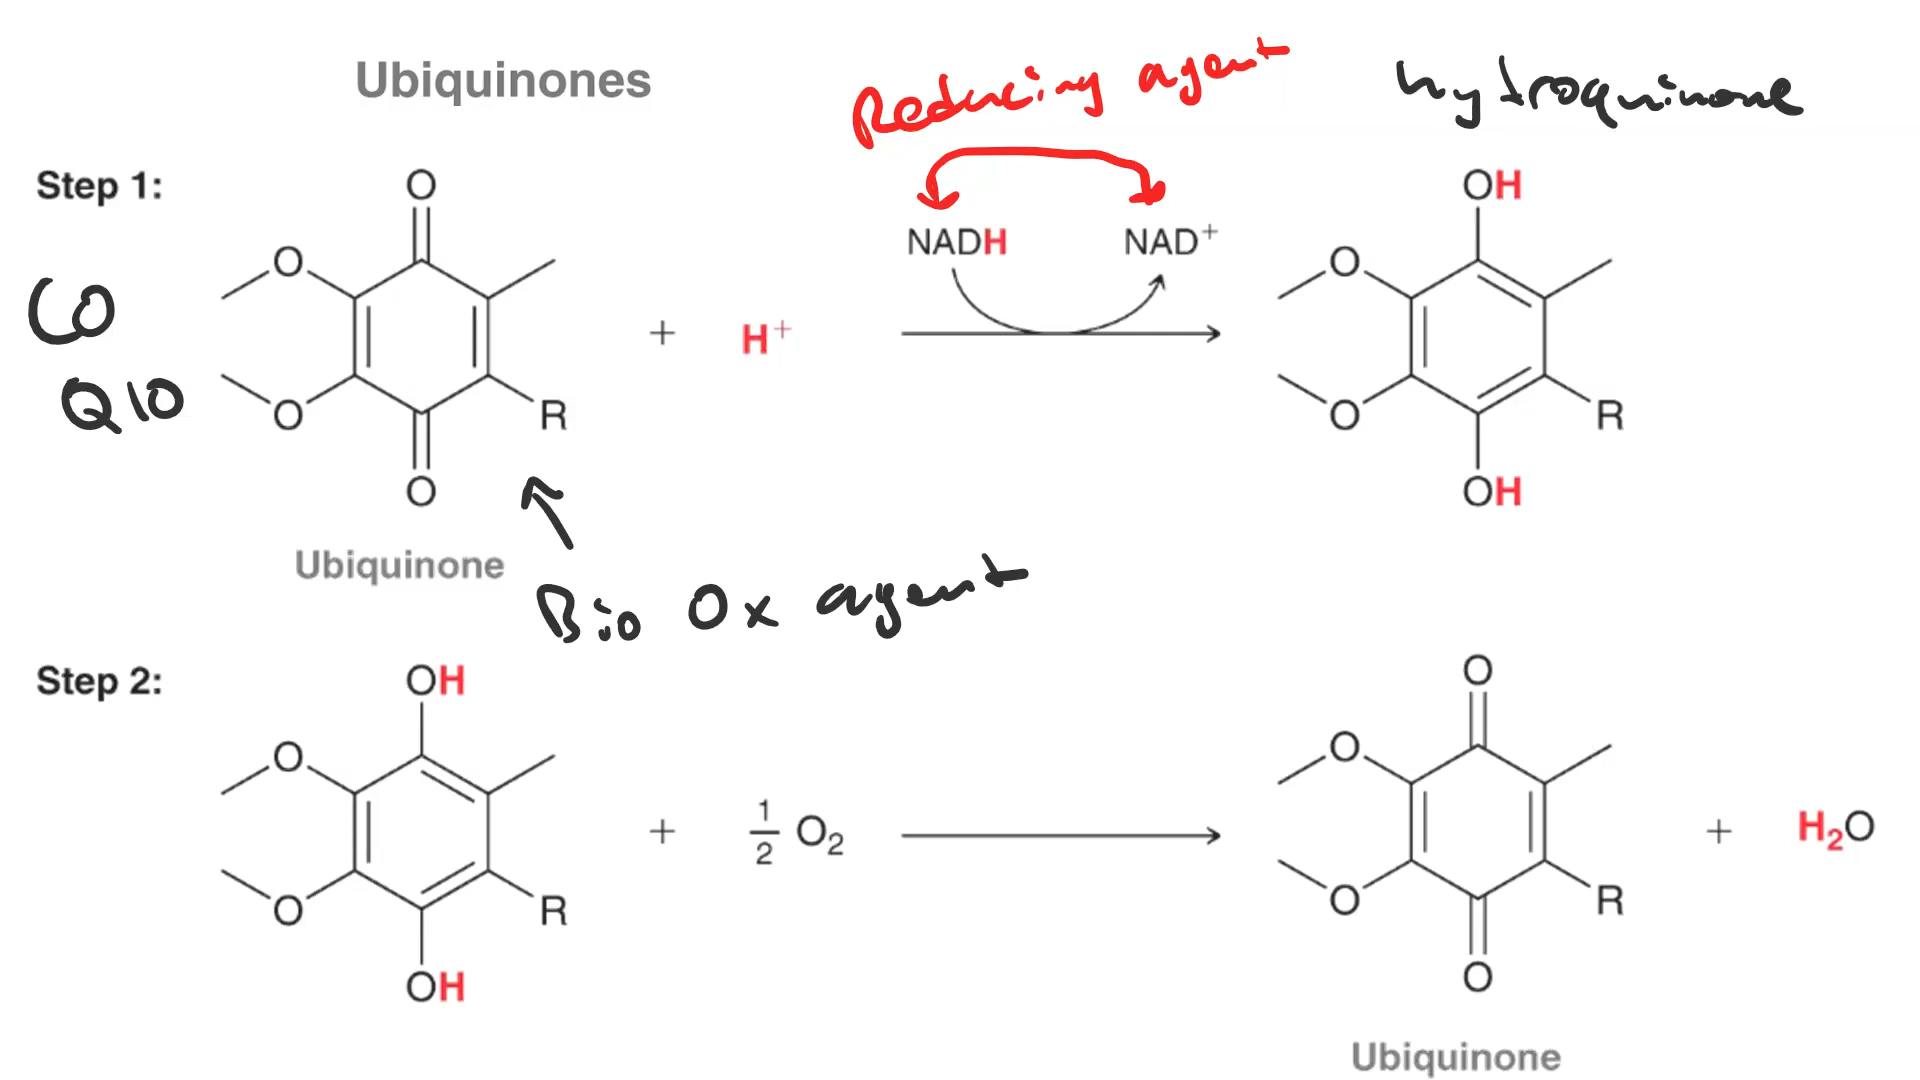 Ubiquinones
Reducing agent
hydroquinone
Step 1:
O
OH
O
O
NADH
NAD+
Co
+
H+
Q10
O
R
O
R
O
OH
Ubiquinone
Bio Ox agent
Step 2:
OH
O
O
O
+
1/2 O2
+
H2O
O
R
O
R
OH
O
Ubiquinone